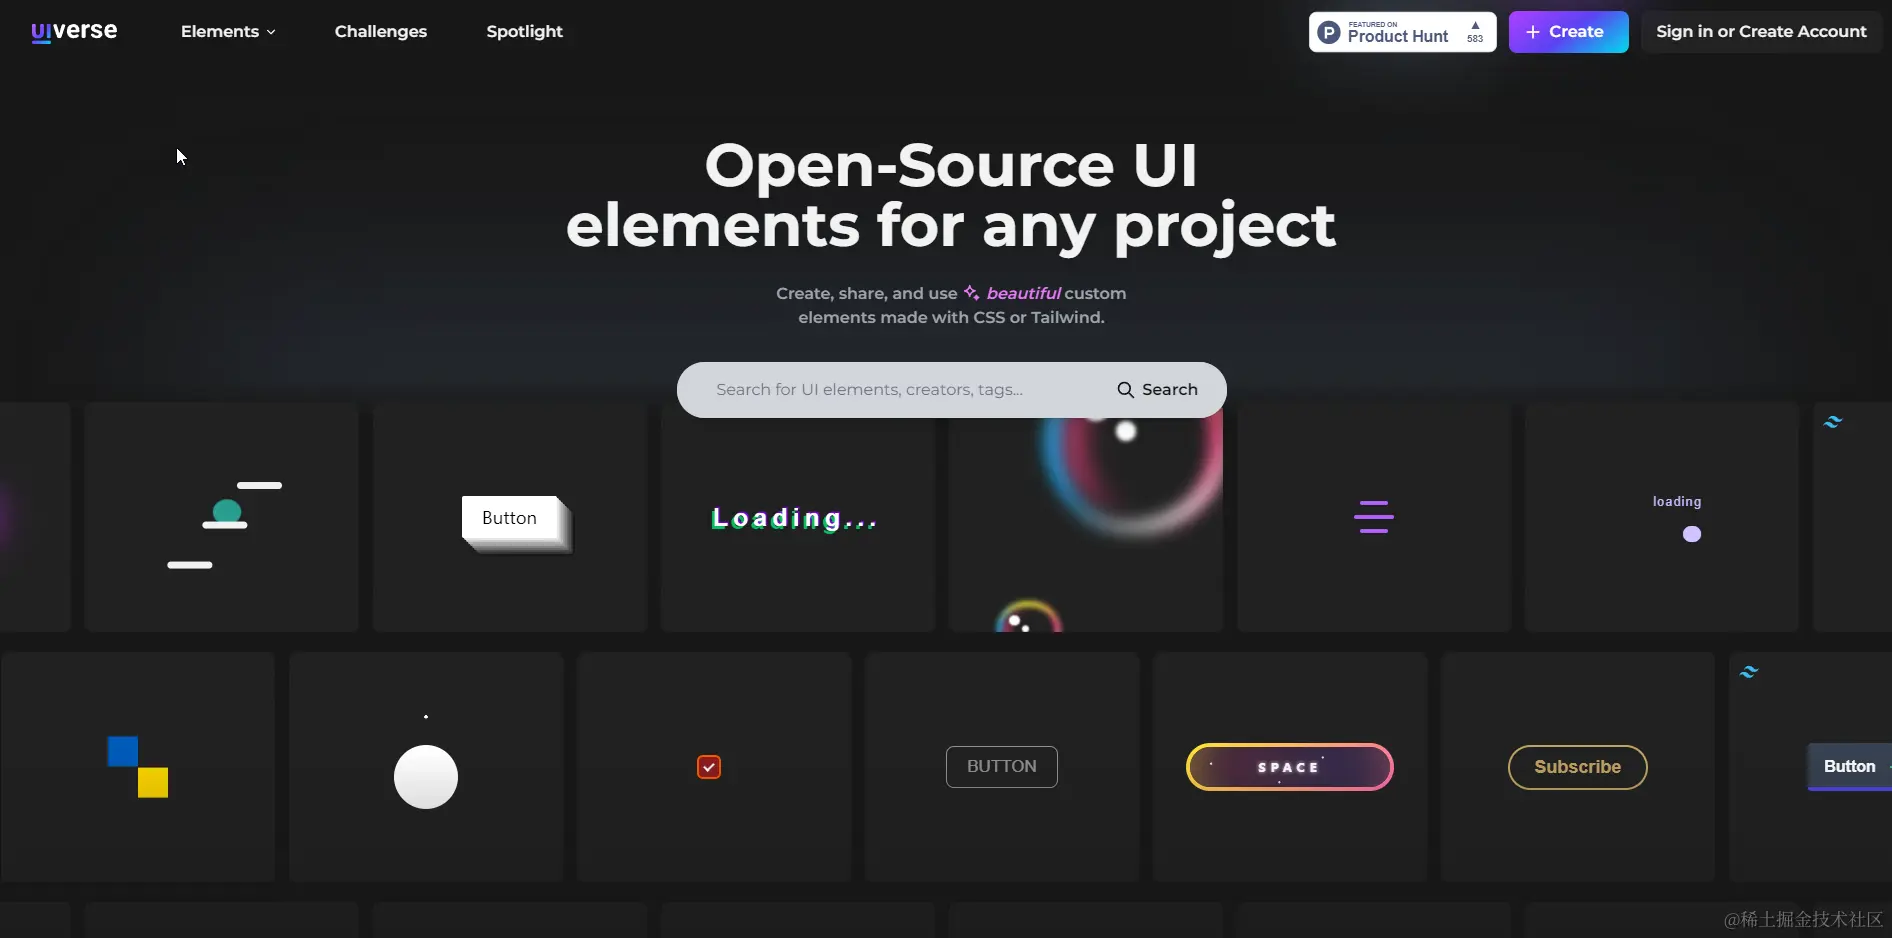 uiverse
Elements
Challenges
Spotlight
FEATURED ON
Product Hunt
583
P
Create
Sign in or Create Account
Open-Source UI
elements for any project
Create, share, and use beautiful custom
elements made with CSS or Tailwind.
Search for UI elements, creators, tags...
Search
Button
Loading...
loading
BUTTON
SPACE
Subscribe
Button
@稀土掘金技术社区